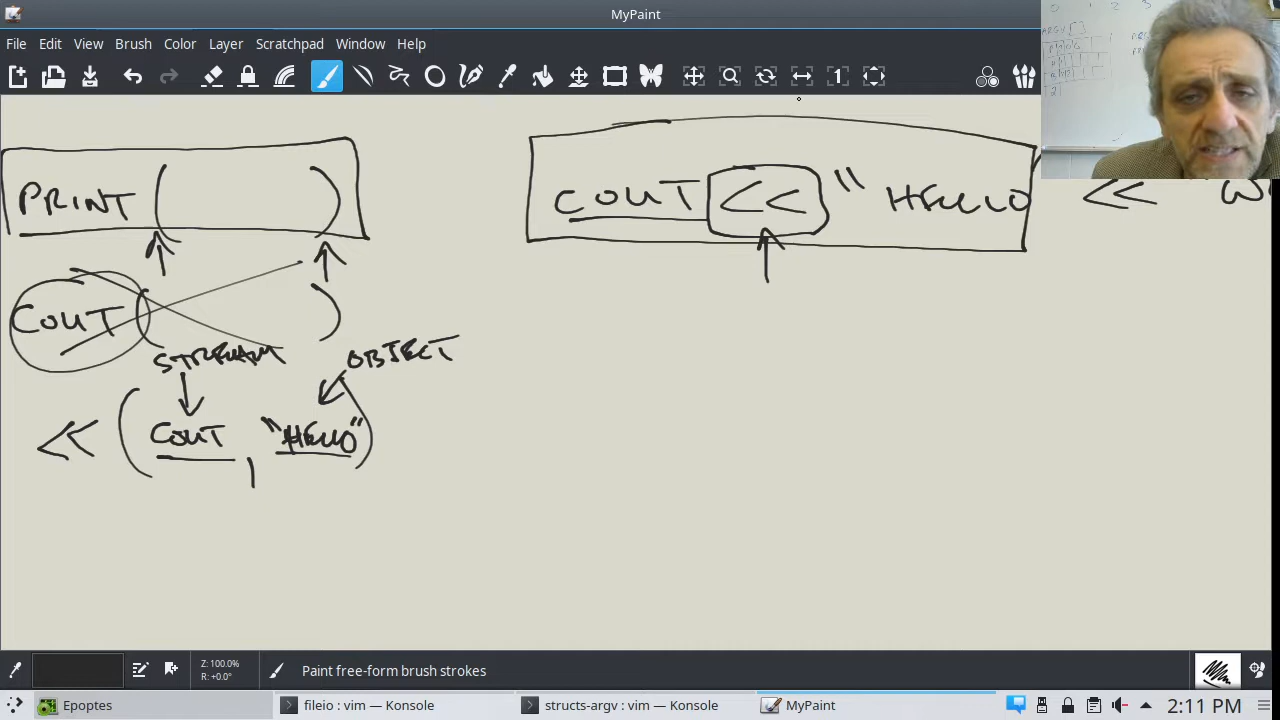 MyPaint
File Edit View Brush Color Layer Scratchpad Window Help
PRINT ( )
COUT << "HELLO << "W
COUT ( )
STREAM OBJECT
<< ( COUT , "HELLO" )
Z: 100.0%
R: +0.0°
Paint free-form brush strokes
Epoptes
fileio : vim — Konsole
structs-argv : vim — Konsole
MyPaint
2:11 PM